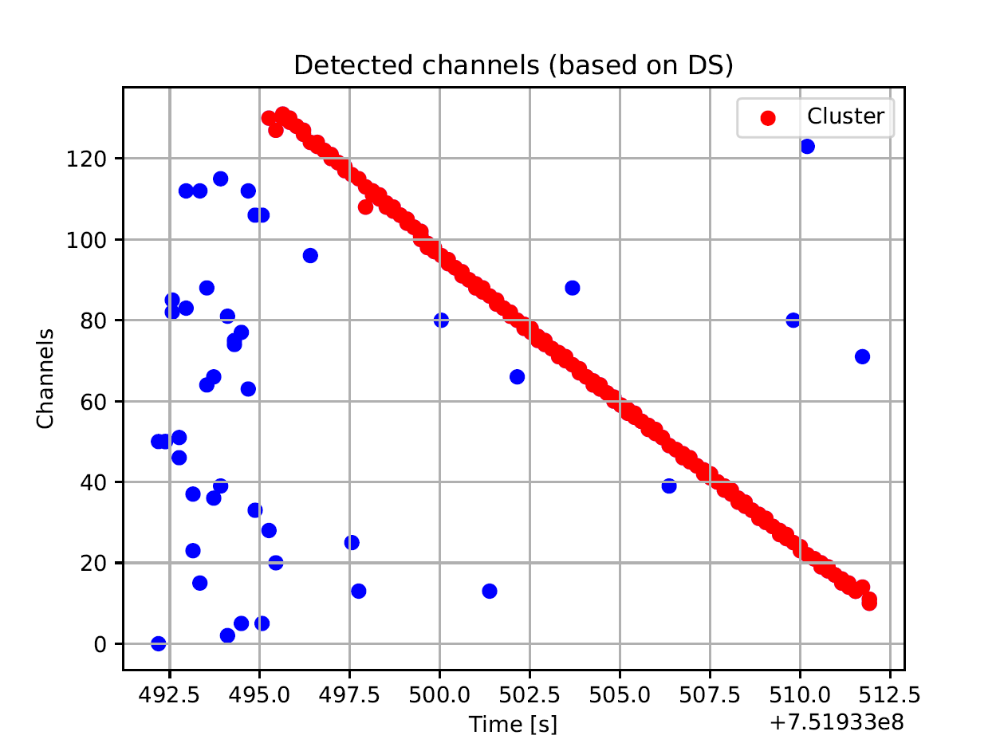 Detected channels (based on DS)
Cluster
Channels
120
100
80
60
40
20
0
492.5 495.0 497.5 500.0 502.5 505.0 507.5 510.0 512.5
Time [s]
+7.51933e8